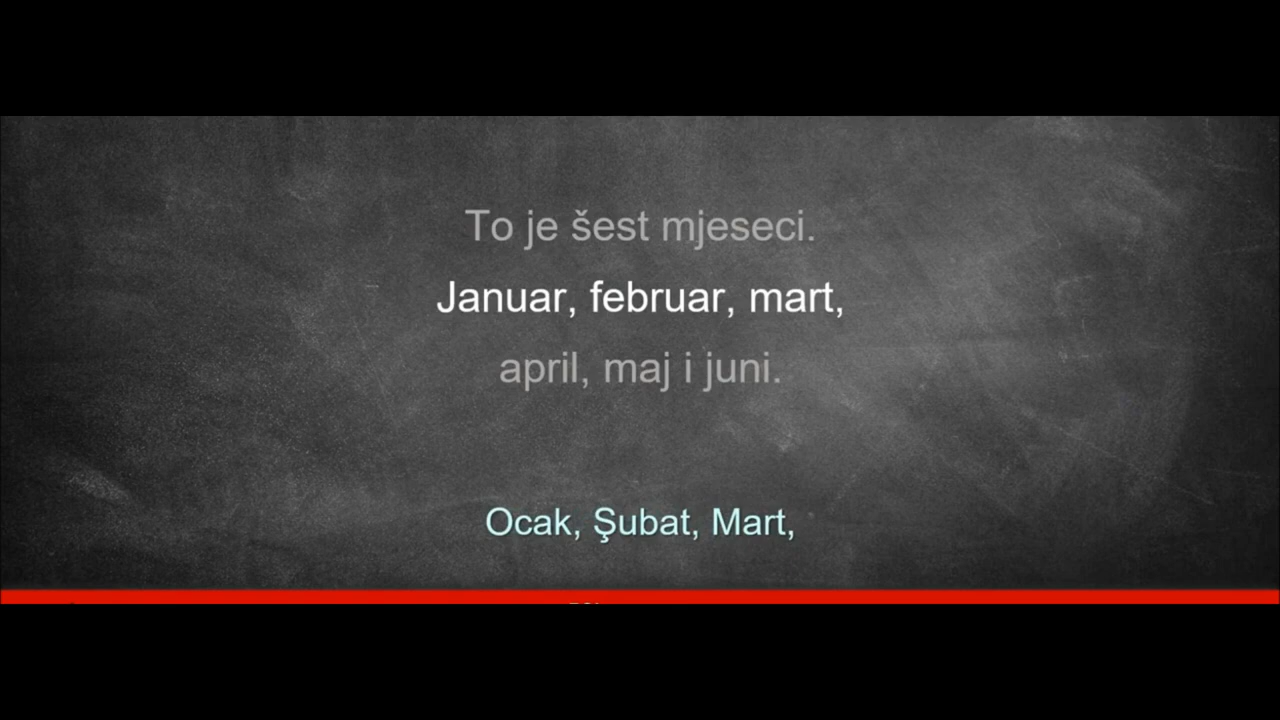 To je šest mjeseci.
Januar, februar, mart,
april, maj i juni.
Ocak, Şubat, Mart,